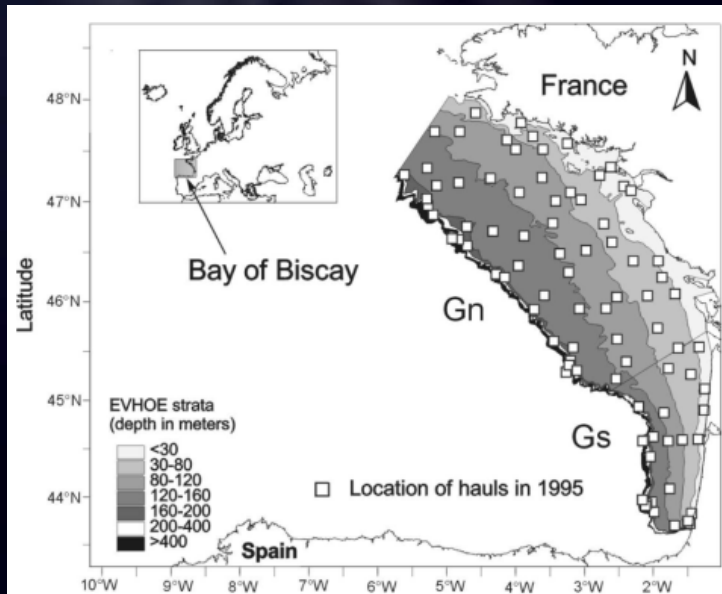 N
France
48°N
47°N
Bay of Biscay
Latitude
46°N
Gn
45°N
EVHOE strata
(depth in meters)
<30
30-80
80-120
120-160
160-200
200-400
>400
Gs
44°N
Location of hauls in 1995
Spain
10°W 9°W 8°W 7°W 6°W 5°W 4°W 3°W 2°W 1°W